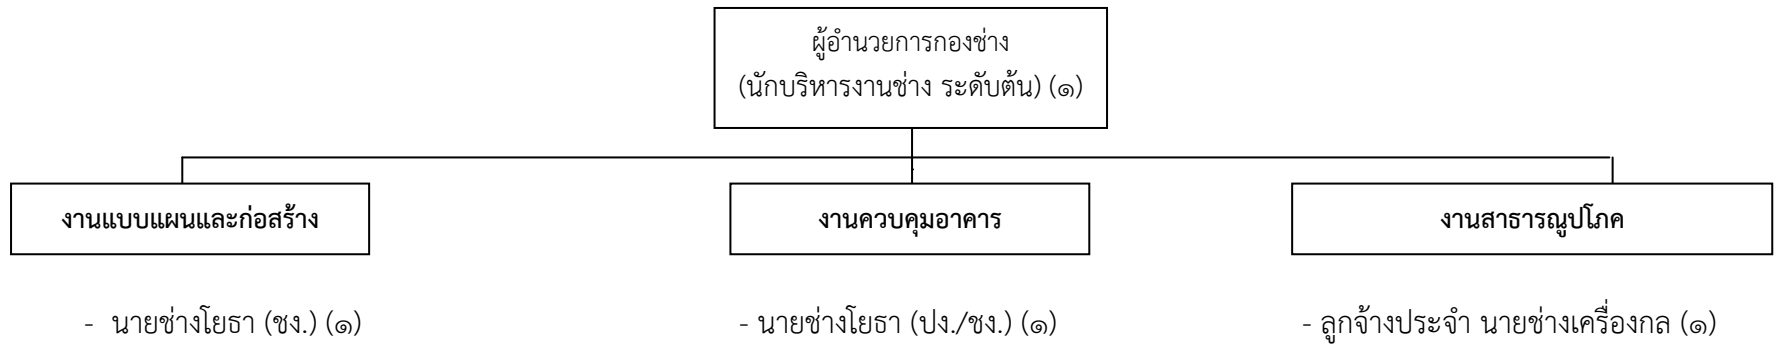 ผู้อำนวยการกองช่าง
(นักบริหารงานช่าง ระดับต้น) (๑)
งานแบบแผนและก่อสร้าง
งานควบคุมอาคาร
งานสาธารณูปโภค
- นายช่างโยธา (ชง.) (๑)
- นายช่างโยธา (ปง./ชง.) (๑)
- ลูกจ้างประจำ นายช่างเครื่องกล (๑)